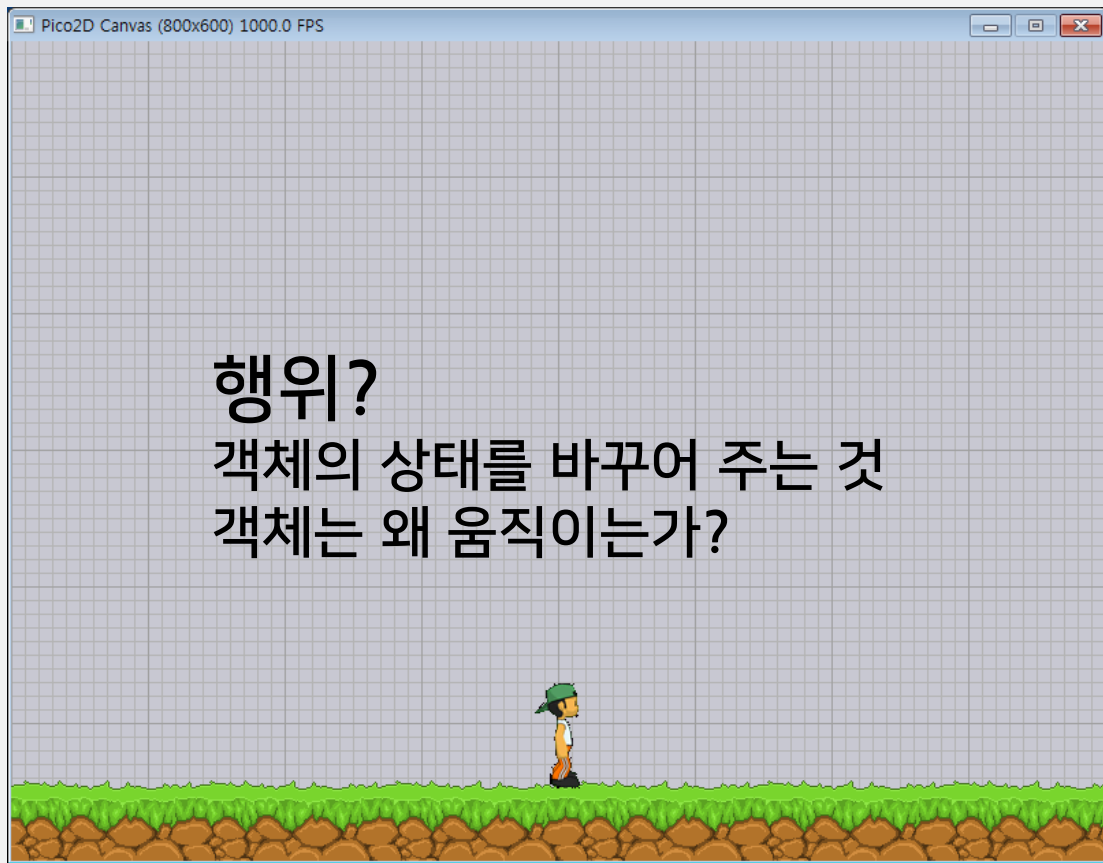 Pico2D Canvas (800x600) 1000.0 FPS
행위?
객체의 상태를 바꾸어 주는 것
객체는 왜 움직이는가?